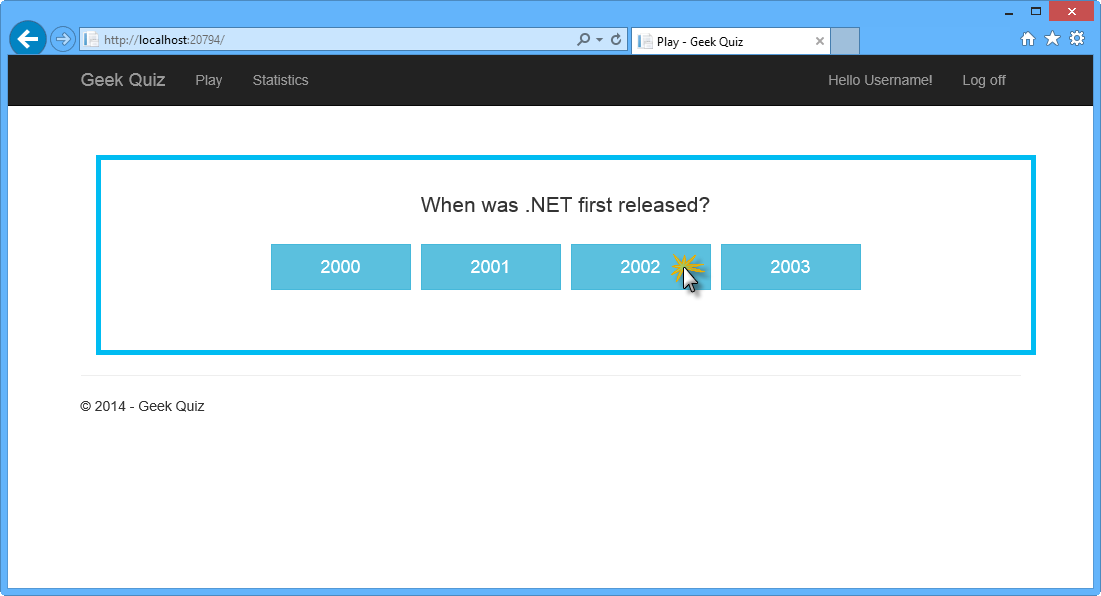 http://localhost:20794/
Play - Geek Quiz
Geek Quiz Play Statistics Hello Username! Log off
When was .NET first released?
2000 2001 2002 2003
© 2014 - Geek Quiz